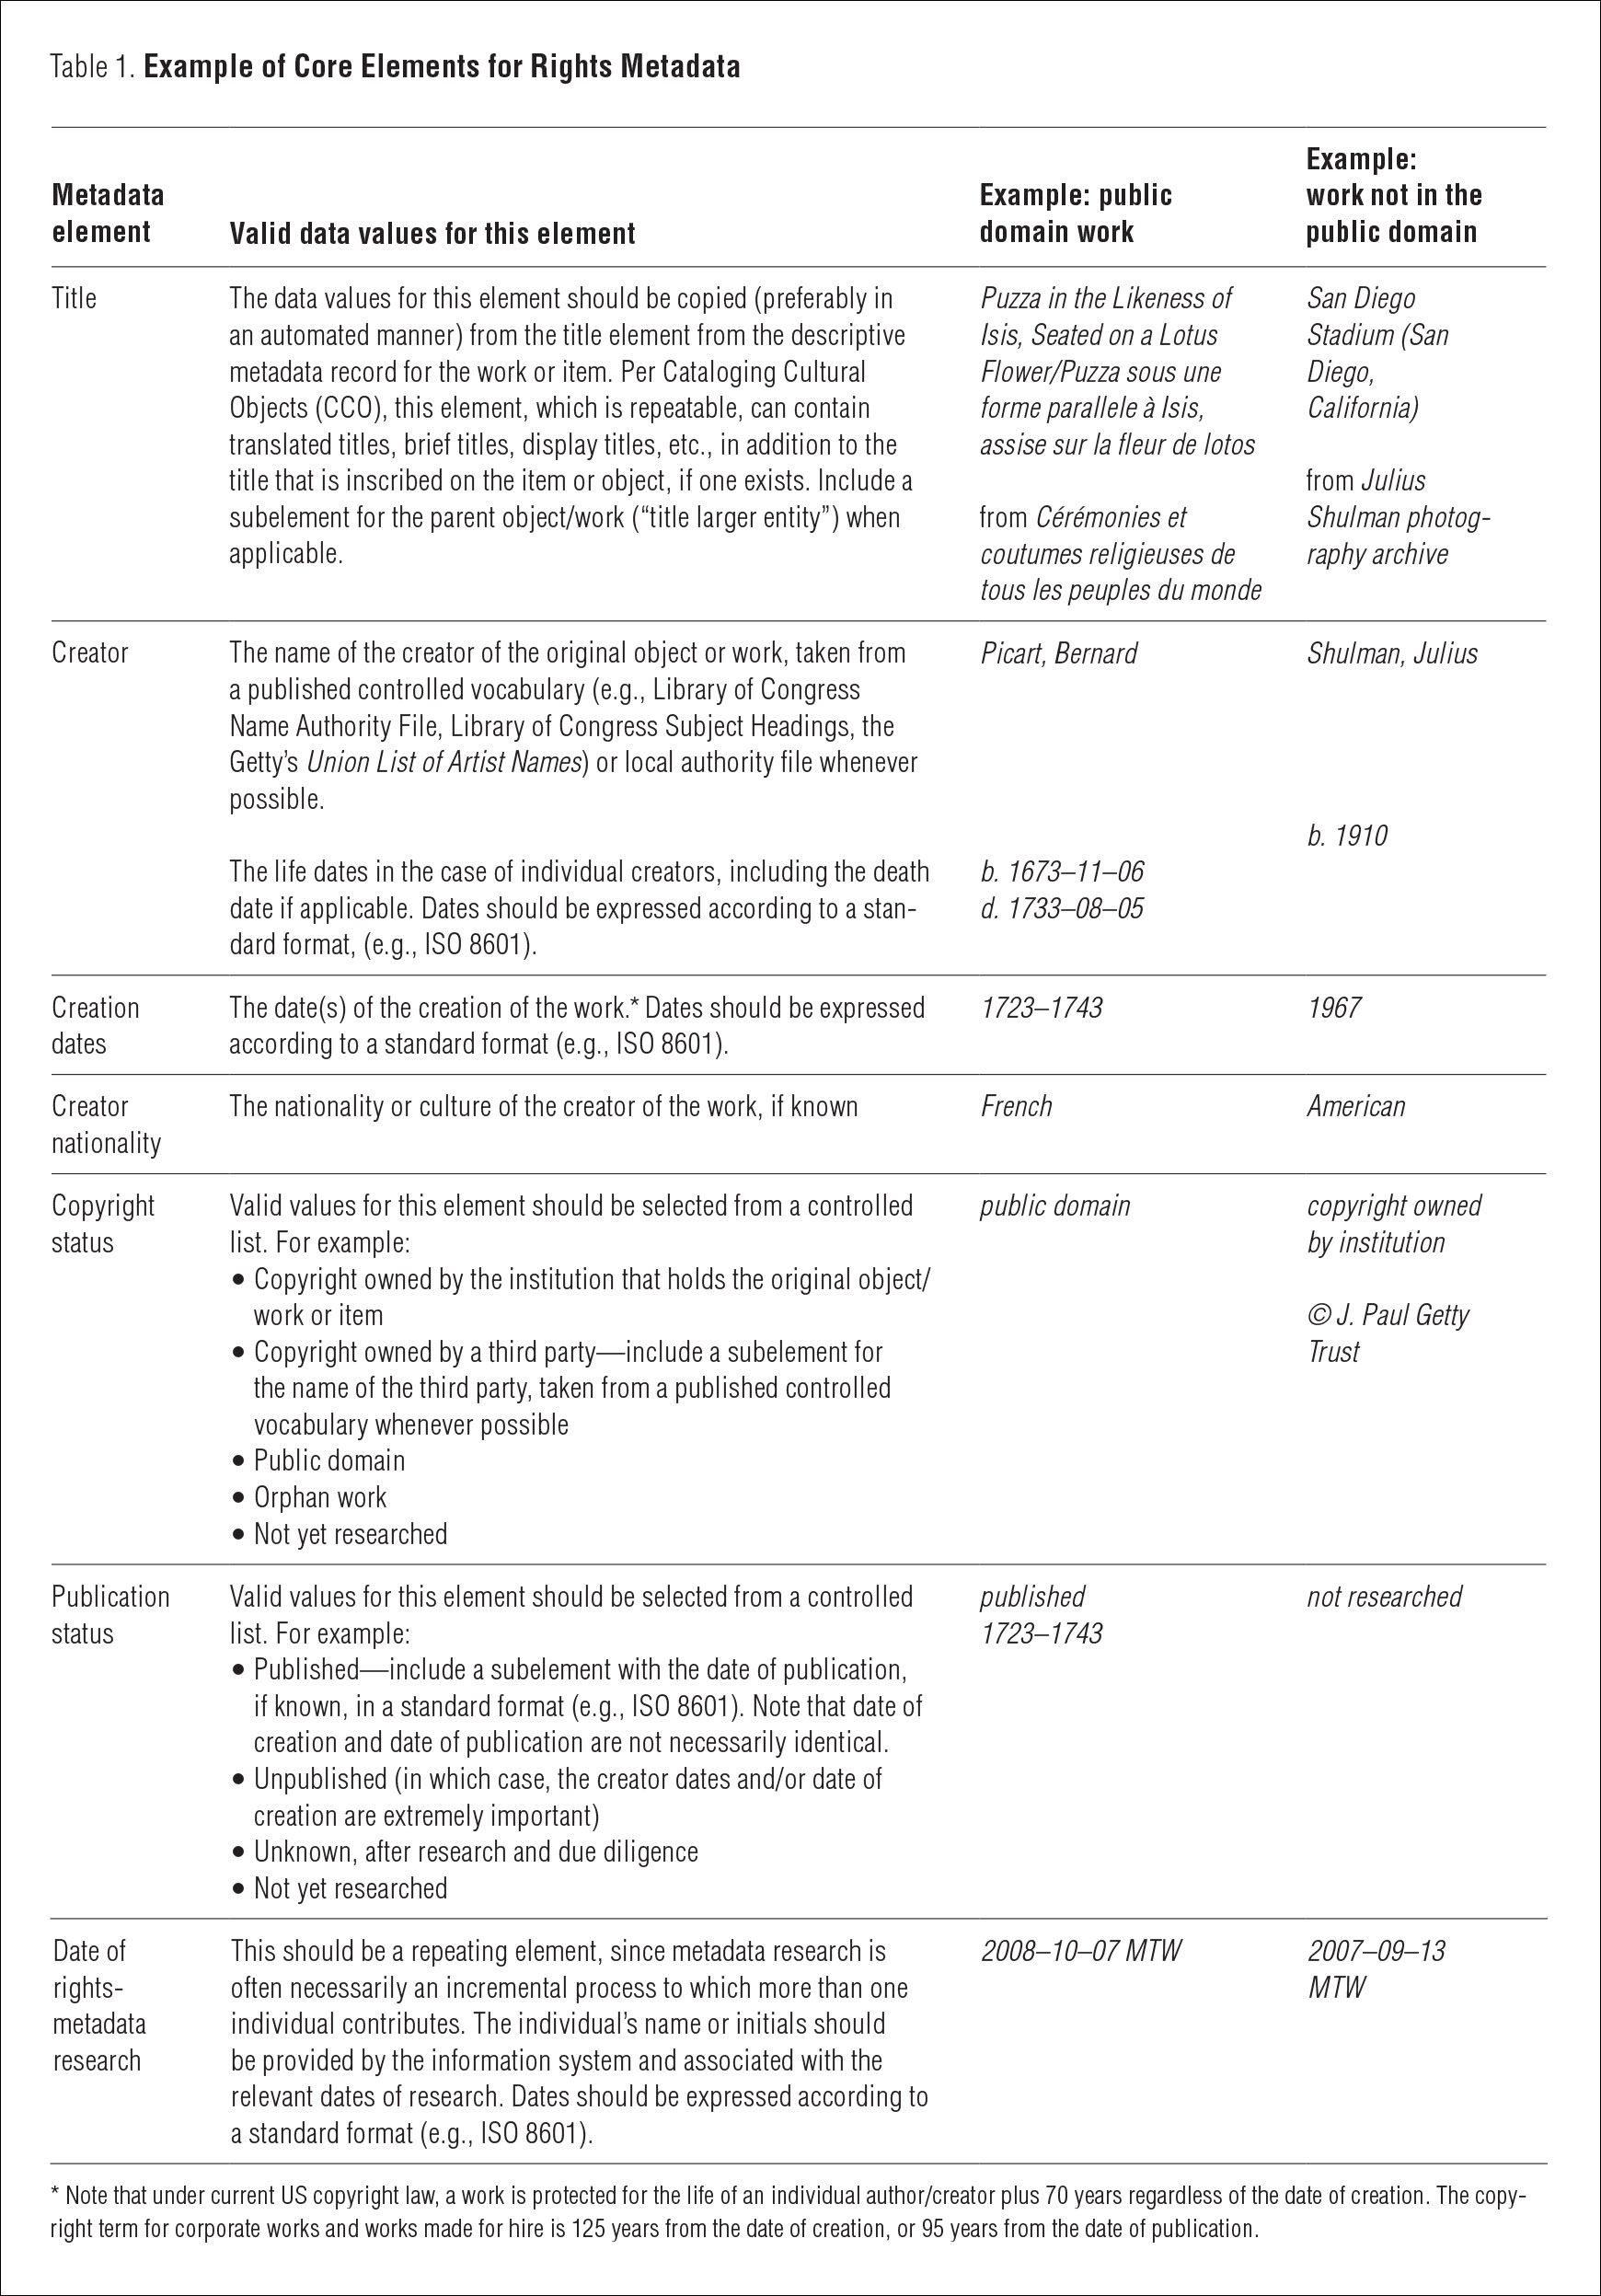 Table 1. Example of Core Elements for Rights Metadata
Metadata
element
Valid data values for this element
Example: public
domain work
Example:
work not in the
public domain
Title
The data values for this element should be copied (preferably in
an automated manner) from the title element from the descriptive
metadata record for the work or item. Per Cataloging Cultural
Objects (CCO), this element, which is repeatable, can contain
translated titles, brief titles, display titles, etc., in addition to the
title that is inscribed on the item or object, if one exists. Include a
subelement for the parent object/work (“title larger entity”) when
applicable.
Puzza in the Likeness of
Isis, Seated on a Lotus
Flower/Puzza sous une
forme parallele à Isis,
assise sur la fleur de lotos
from Cérémonies et
coutumes religieuses de
tous les peuples du monde
San Diego
Stadium (San
Diego,
California)
from Julius
Shulman photog-
raphy archive
Creator
The name of the creator of the original object or work, taken from
a published controlled vocabulary (e.g., Library of Congress
Name Authority File, Library of Congress Subject Headings, the
Getty’s Union List of Artist Names) or local authority file whenever
possible.
The life dates in the case of individual creators, including the death
date if applicable. Dates should be expressed according to a stan-
dard format, (e.g., ISO 8601).
Picart, Bernard
b. 1673–11–06
d. 1733–08–05
Shulman, Julius
b. 1910
Creation
dates
The date(s) of the creation of the work.* Dates should be expressed
according to a standard format (e.g., ISO 8601).
1723–1743
1967
Creator
nationality
The nationality or culture of the creator of the work, if known
French
American
Copyright
status
Valid values for this element should be selected from a controlled
list. For example:
• Copyright owned by the institution that holds the original object/
work or item
• Copyright owned by a third party—include a subelement for
the name of the third party, taken from a published controlled
vocabulary whenever possible
• Public domain
• Orphan work
• Not yet researched
public domain
copyright owned
by institution
© J. Paul Getty
Trust
Publication
status
Valid values for this element should be selected from a controlled
list. For example:
• Published—include a subelement with the date of publication,
if known, in a standard format (e.g., ISO 8601). Note that date of
creation and date of publication are not necessarily identical.
• Unpublished (in which case, the creator dates and/or date of
creation are extremely important)
• Unknown, after research and due diligence
• Not yet researched
published
1723–1743
not researched
Date of
rights-
metadata
research
This should be a repeating element, since metadata research is
often necessarily an incremental process to which more than one
individual contributes. The individual’s name or initials should
be provided by the information system and associated with the
relevant dates of research. Dates should be expressed according to
a standard format (e.g., ISO 8601).
2008–10–07 MTW
2007–09–13
MTW
* Note that under current US copyright law, a work is protected for the life of an individual author/creator plus 70 years regardless of the date of creation. The copy-
right term for corporate works and works made for hire is 125 years from the date of creation, or 95 years from the date of publication.